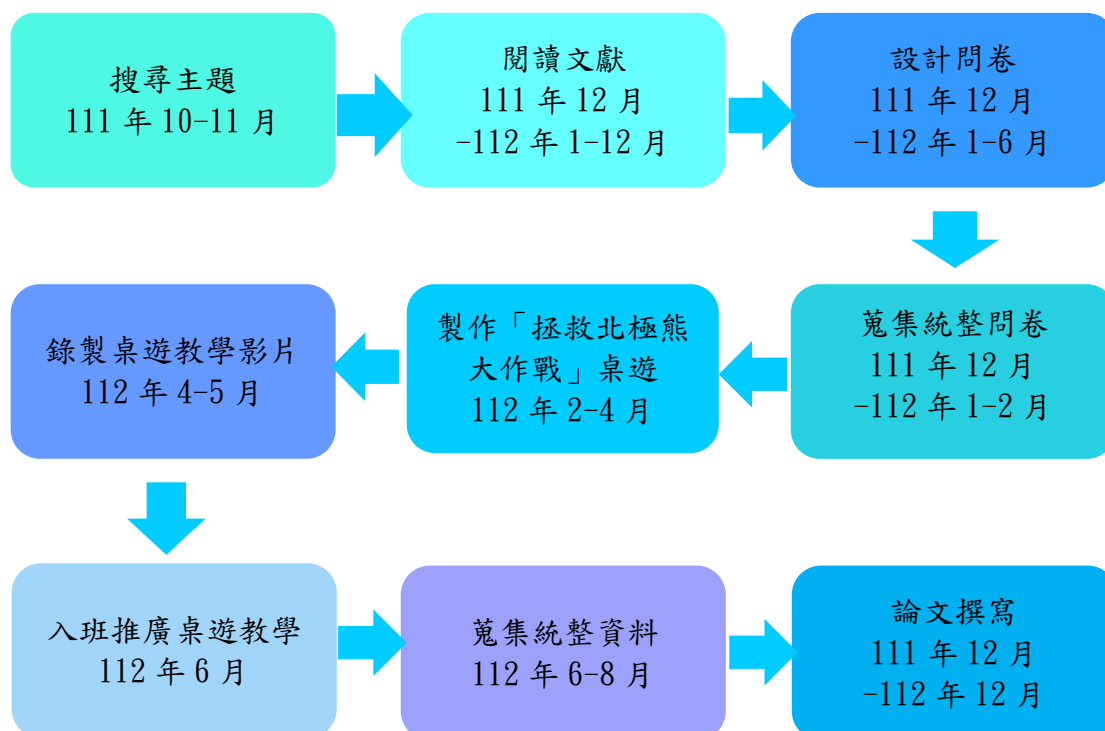 搜尋主題
111 年 10-11 月
閱讀文獻
111 年 12 月
-112 年 1-12 月
設計問卷
111 年 12 月
-112 年 1-6 月
蒐集統整問卷
111 年 12 月
-112 年 1-2 月
製作「拯救北極熊
大作戰」桌遊
112 年 2-4 月
錄製桌遊教學影片
112 年 4-5 月
入班推廣桌遊教學
112 年 6 月
蒐集統整資料
112 年 6-8 月
論文撰寫
111 年 12 月
-112 年 12 月